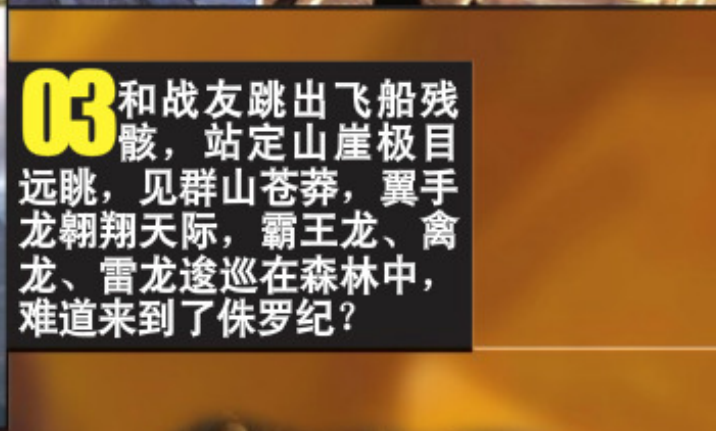 03和战友跳出飞船残
骸，站定山崖极目
远眺，见群山苍莽，翼手
龙翱翔天际，霸王龙、禽
龙、雷龙逡巡在森林中，
难道来到了侏罗纪？